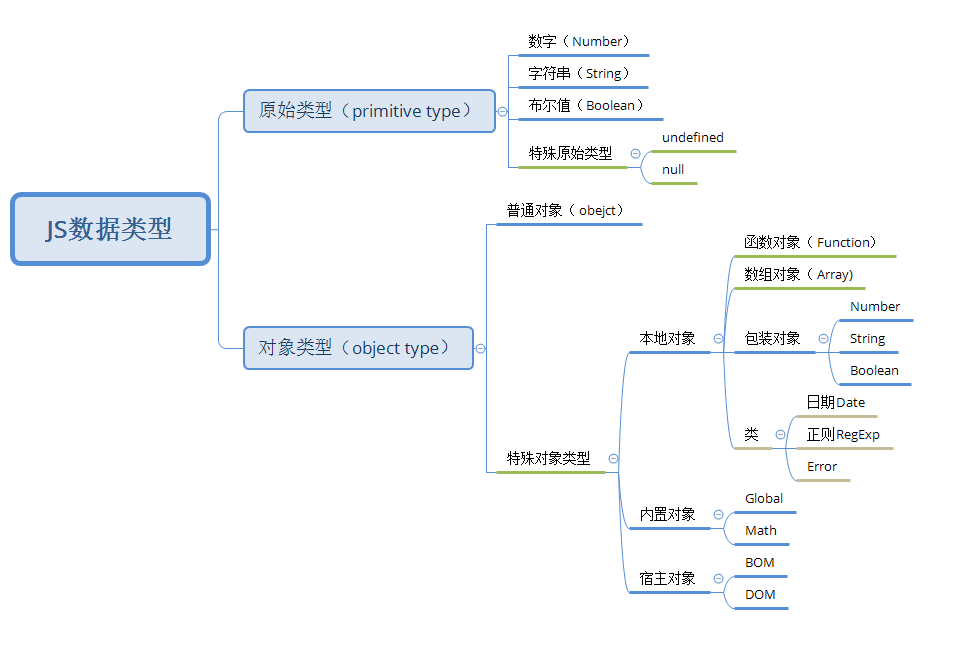 JS数据类型
原始类型（primitive type）
数字（Number）
字符串（String）
布尔值（Boolean）
特殊原始类型
undefined
null
对象类型（object type）
普通对象（ obejct）
特殊对象类型
本地对象
函数对象（ Function）
数组对象（ Array)
包装对象
Number
String
Boolean
类
日期Date
正则RegExp
Error
内置对象
Global
Math
宿主对象
BOM
DOM